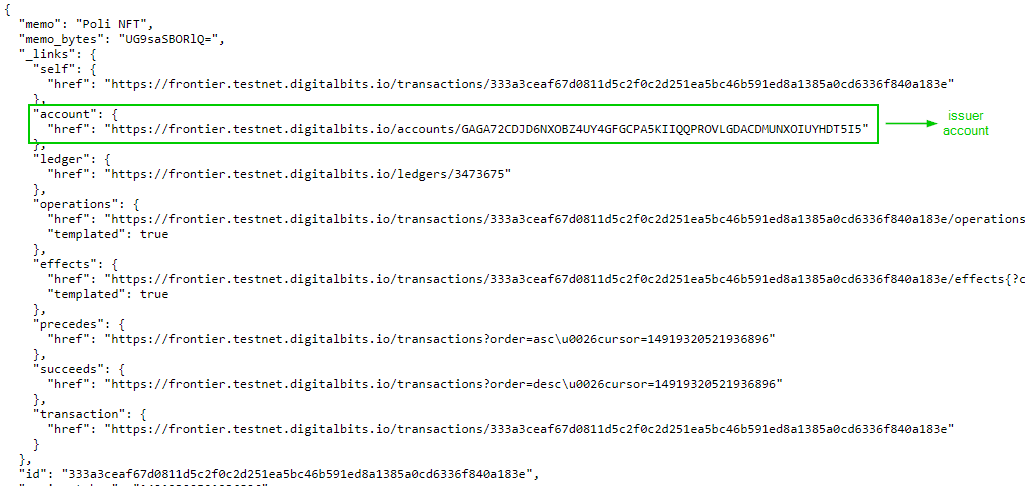 {
"memo": "Poli NFT",
"memo_bytes": "UG9saSBORlQ=",
"_links": {
"self": {
"href": "https://frontier.testnet.digitalbits.io/transactions/333a3ceaf67d0811d5c2f0c2d251ea5bc46b591ed8a1385a0cd6336f840a183e"
},
"account": {
"href": "https://frontier.testnet.digitalbits.io/accounts/GAGA72CDJD6NXOBZ4UY4GFGCPA5KIIQQPROVLGDACDMUNXOIUYHDT5I5"
issuer
account
},
"ledger": {
"href": "https://frontier.testnet.digitalbits.io/ledgers/3473675"
},
"operations": {
"href": "https://frontier.testnet.digitalbits.io/transactions/333a3ceaf67d0811d5c2f0c2d251ea5bc46b591ed8a1385a0cd6336f840a183e/operations
"templated": true
},
"effects": {
"href": "https://frontier.testnet.digitalbits.io/transactions/333a3ceaf67d0811d5c2f0c2d251ea5bc46b591ed8a1385a0cd6336f840a183e/effects{?c
"templated": true
},
"precedes": {
"href": "https://frontier.testnet.digitalbits.io/transactions?order=asc\u0026cursor=14919320521936896"
},
"succeeds": {
"href": "https://frontier.testnet.digitalbits.io/transactions?order=desc\u0026cursor=14919320521936896"
},
"transaction": {
"href": "https://frontier.testnet.digitalbits.io/transactions/333a3ceaf67d0811d5c2f0c2d251ea5bc46b591ed8a1385a0cd6336f840a183e"
}
},
"id": "333a3ceaf67d0811d5c2f0c2d251ea5bc46b591ed8a1385a0cd6336f840a183e",